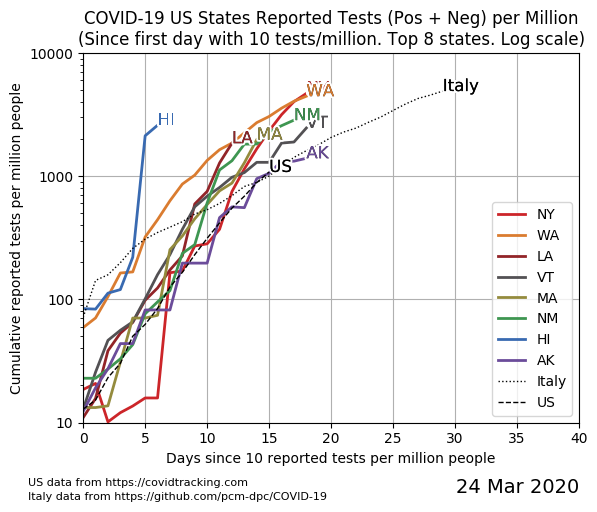 COVID-19 US States Reported Tests (Pos + Neg) per Million
(Since first day with 10 tests/million. Top 8 states. Log scale)
Cumulative reported tests per million people
10000
1000
100
10
HI
LA
MA
NM
VT
AK
US
WA
Italy
NY
WA
LA
VT
MA
NM
HI
AK
Italy
US
0 5 10 15 20 25 30 35 40
Days since 10 reported tests per million people
US data from https://covidtracking.com
Italy data from https://github.com/pcm-dpc/COVID-19
24 Mar 2020